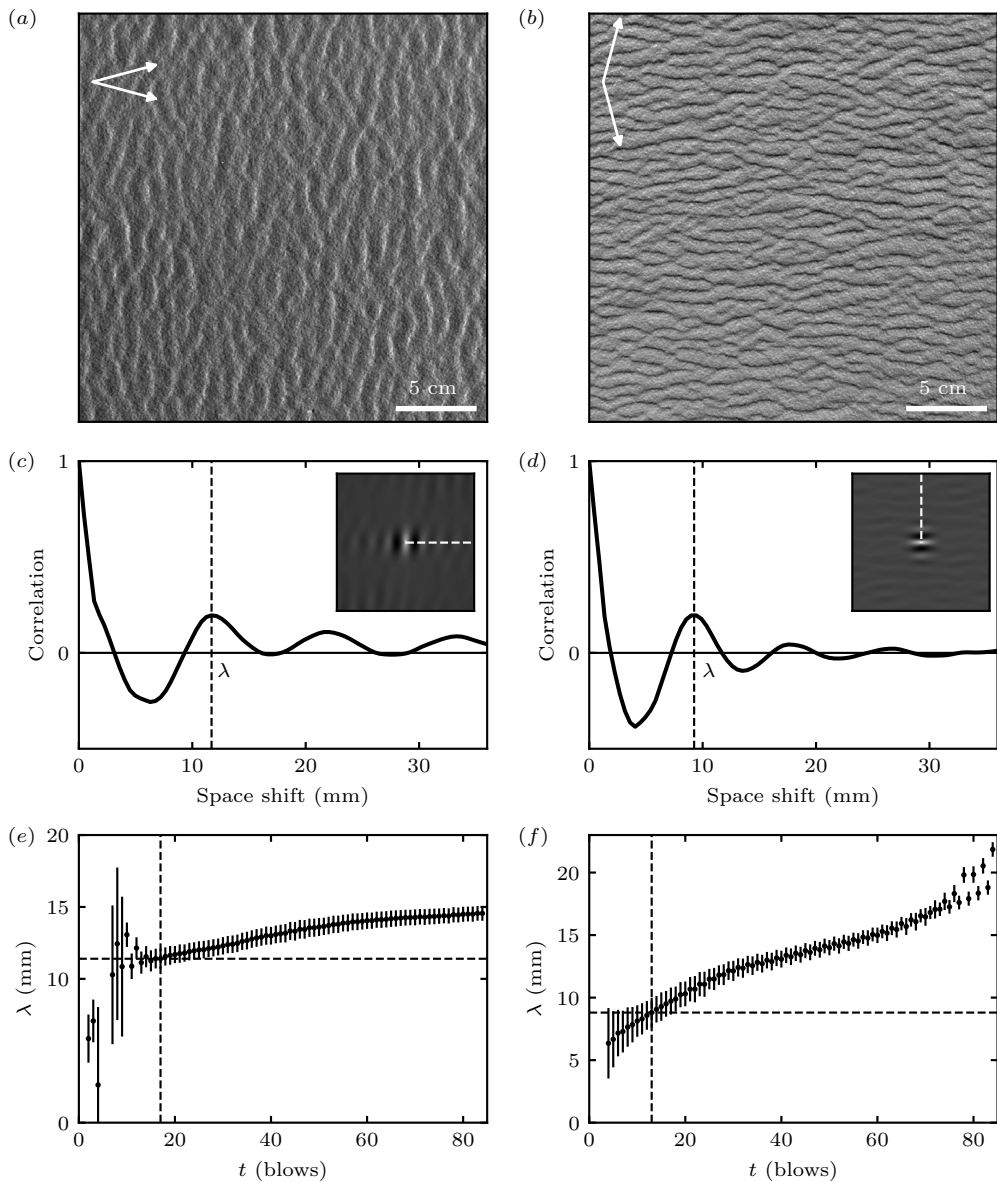 (a)
(b)
5 cm
5 cm
(c)
(d)
1
0
Correlation
λ
0 10 20 30
Space shift (mm)
1
0
Correlation
λ
0 10 20 30
Space shift (mm)
(e)
(f)
20
15
10
0
λ (mm)
0 20 40 60 80
t (blows)
20
15
10
5
0
λ (mm)
0 20 40 60 80
t (blows)